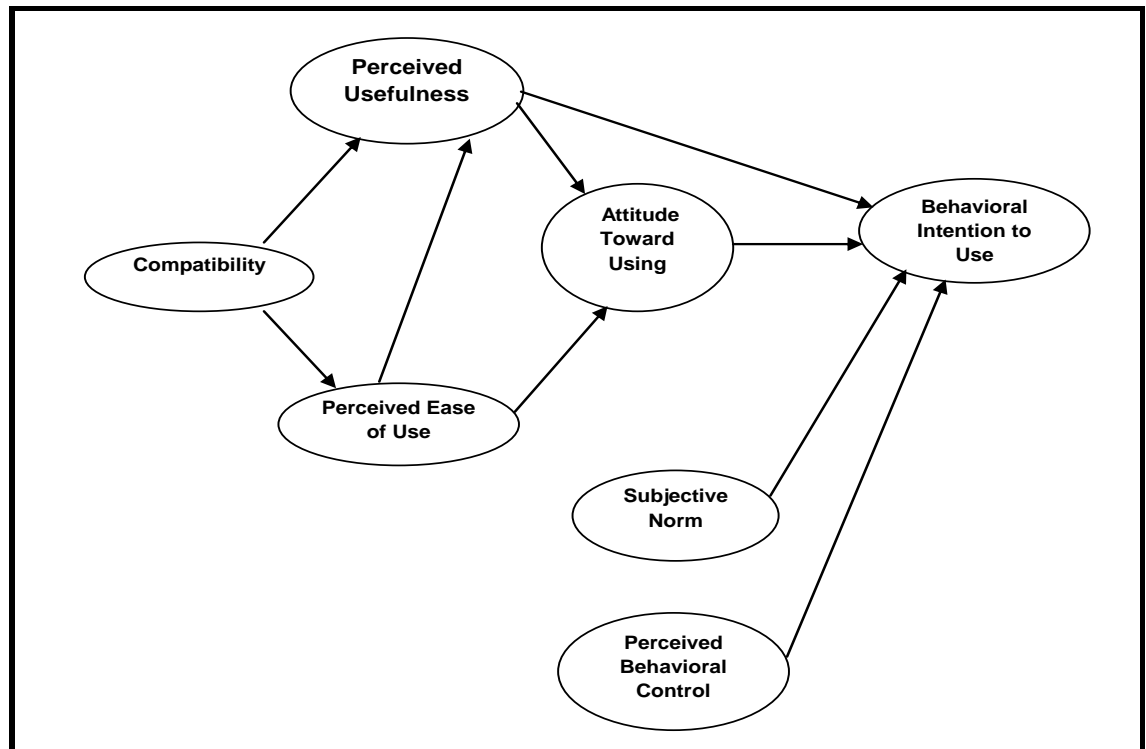 Perceived
Usefulness
Attitude
Toward
Using
Behavioral
Intention to
Use
Compatibility
Perceived Ease
of Use
Subjective
Norm
Perceived
Behavioral
Control